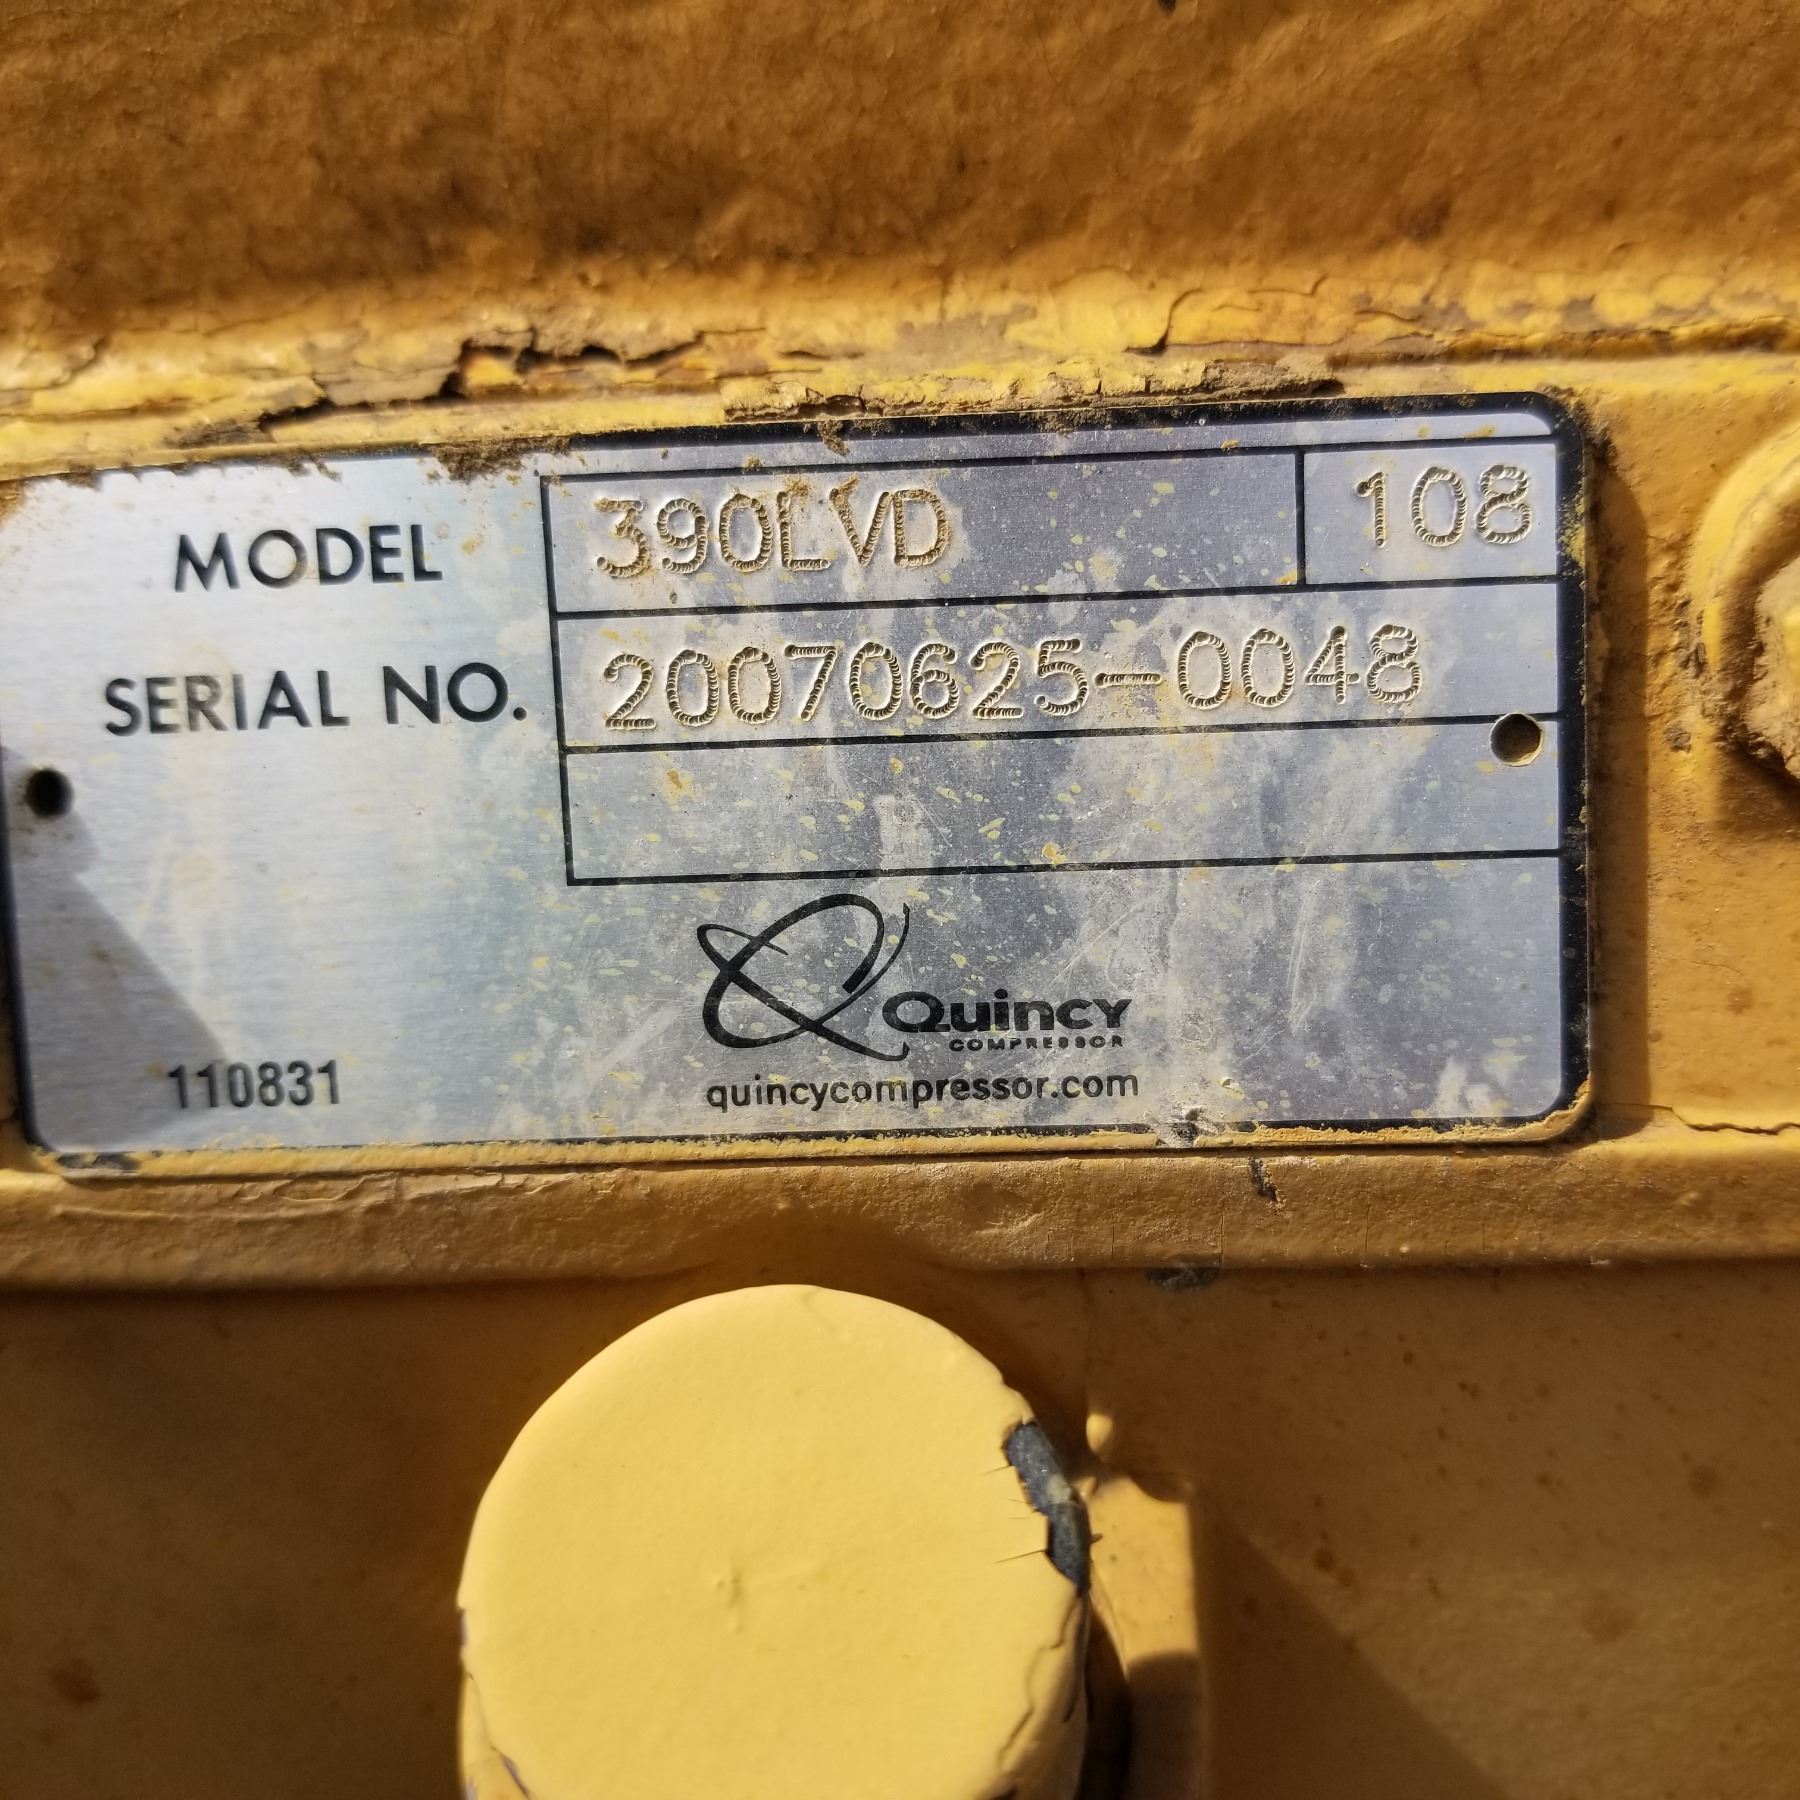 MODEL 390LVD 108
SERIAL NO. 20070625-0048
Quincy
COMPRESSOR
110831 quincycompressor.com